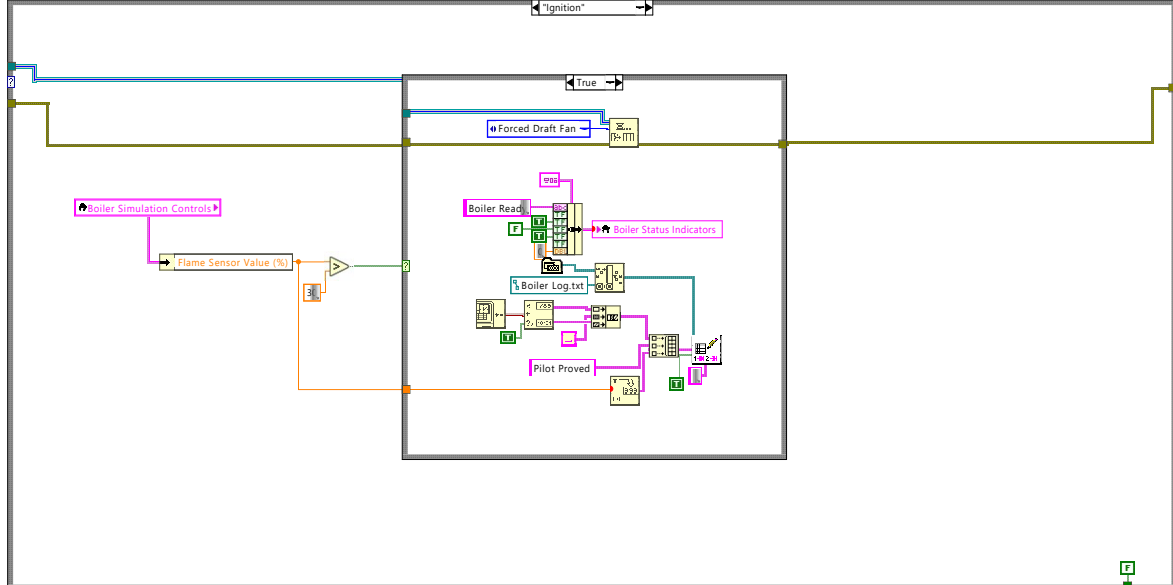 "Ignition"
True
Forced Draft Fan
Boiler Simulation Controls
Boiler Read
T
F
T
Boiler Status Indicators
Flame Sensor Value (%)
>
Boiler Log.txt
T
Pilot Proved
T
F